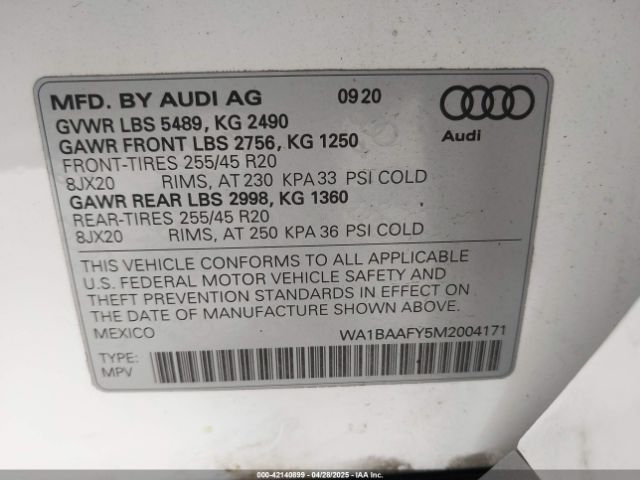 MFD. BY AUDI AG 09 20
Audi
GVWR LBS 5489, KG 2490
GAWR FRONT LBS 2756, KG 1250
FRONT-TIRES 255/45 R20
8JX20 RIMS, AT 230 KPA 33 PSI COLD
GAWR REAR LBS 2998, KG 1360
REAR-TIRES 255/45 R20
8JX20 RIMS, AT 250 KPA 36 PSI COLD
THIS VEHICLE CONFORMS TO ALL APPLICABLE
U.S. FEDERAL MOTOR VEHICLE SAFETY AND
THEFT PREVENTION STANDARDS IN EFFECT ON
THE DATE OF MANUFACTURE SHOWN ABOVE.
MEXICO WA1BAAFY5M2004171
TYPE:
MPV
000-42140899 - 04/28/2025 - IAA Inc.